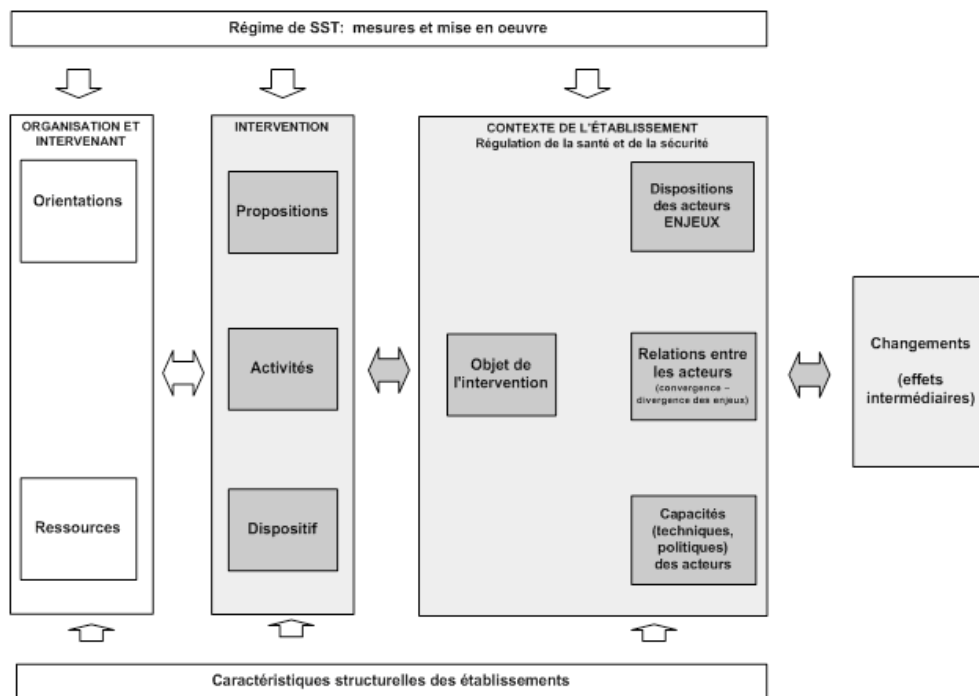 Régime de SST: mesures et mise en oeuvre
ORGANISATION ET
INTERVENANT
Orientations
Ressources
INTERVENTION
Propositions
Activités
Dispositif
CONTEXTE DE L'ÉTABLISSEMENT
Régulation de la santé et de la sécurité
Objet de
l'intervention
Dispositions
des acteurs
ENJEUX
Relations entre
les acteurs
(convergence –
divergence des enjeux)
Capacités
(techniques,
politiques)
des acteurs
Changements
(effets
intermédiaires)
Caractéristiques structurelles des établissements